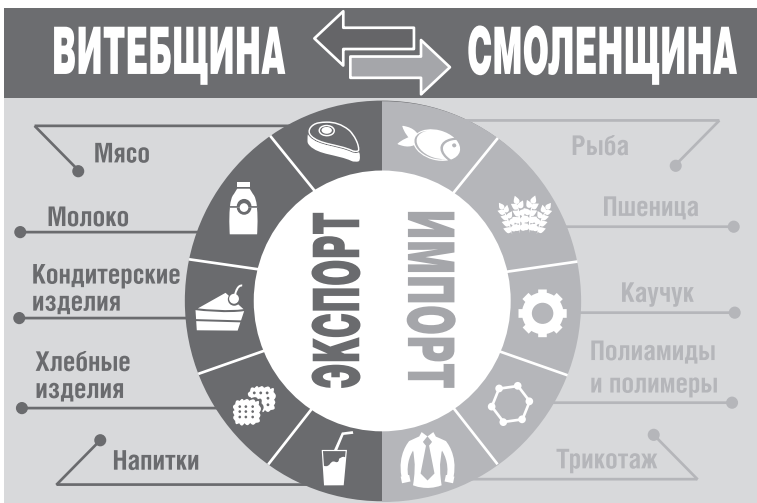 ВИТЕБЩИНА
СМОЛЕНЩИНА
Мясо
Молоко
Кондитерские
изделия
Хлебные
изделия
Напитки
ЭКСПОРТ
ИМПОРТ
Рыба
Пшеница
Каучук
Полиамиды
и полимеры
Трикотаж